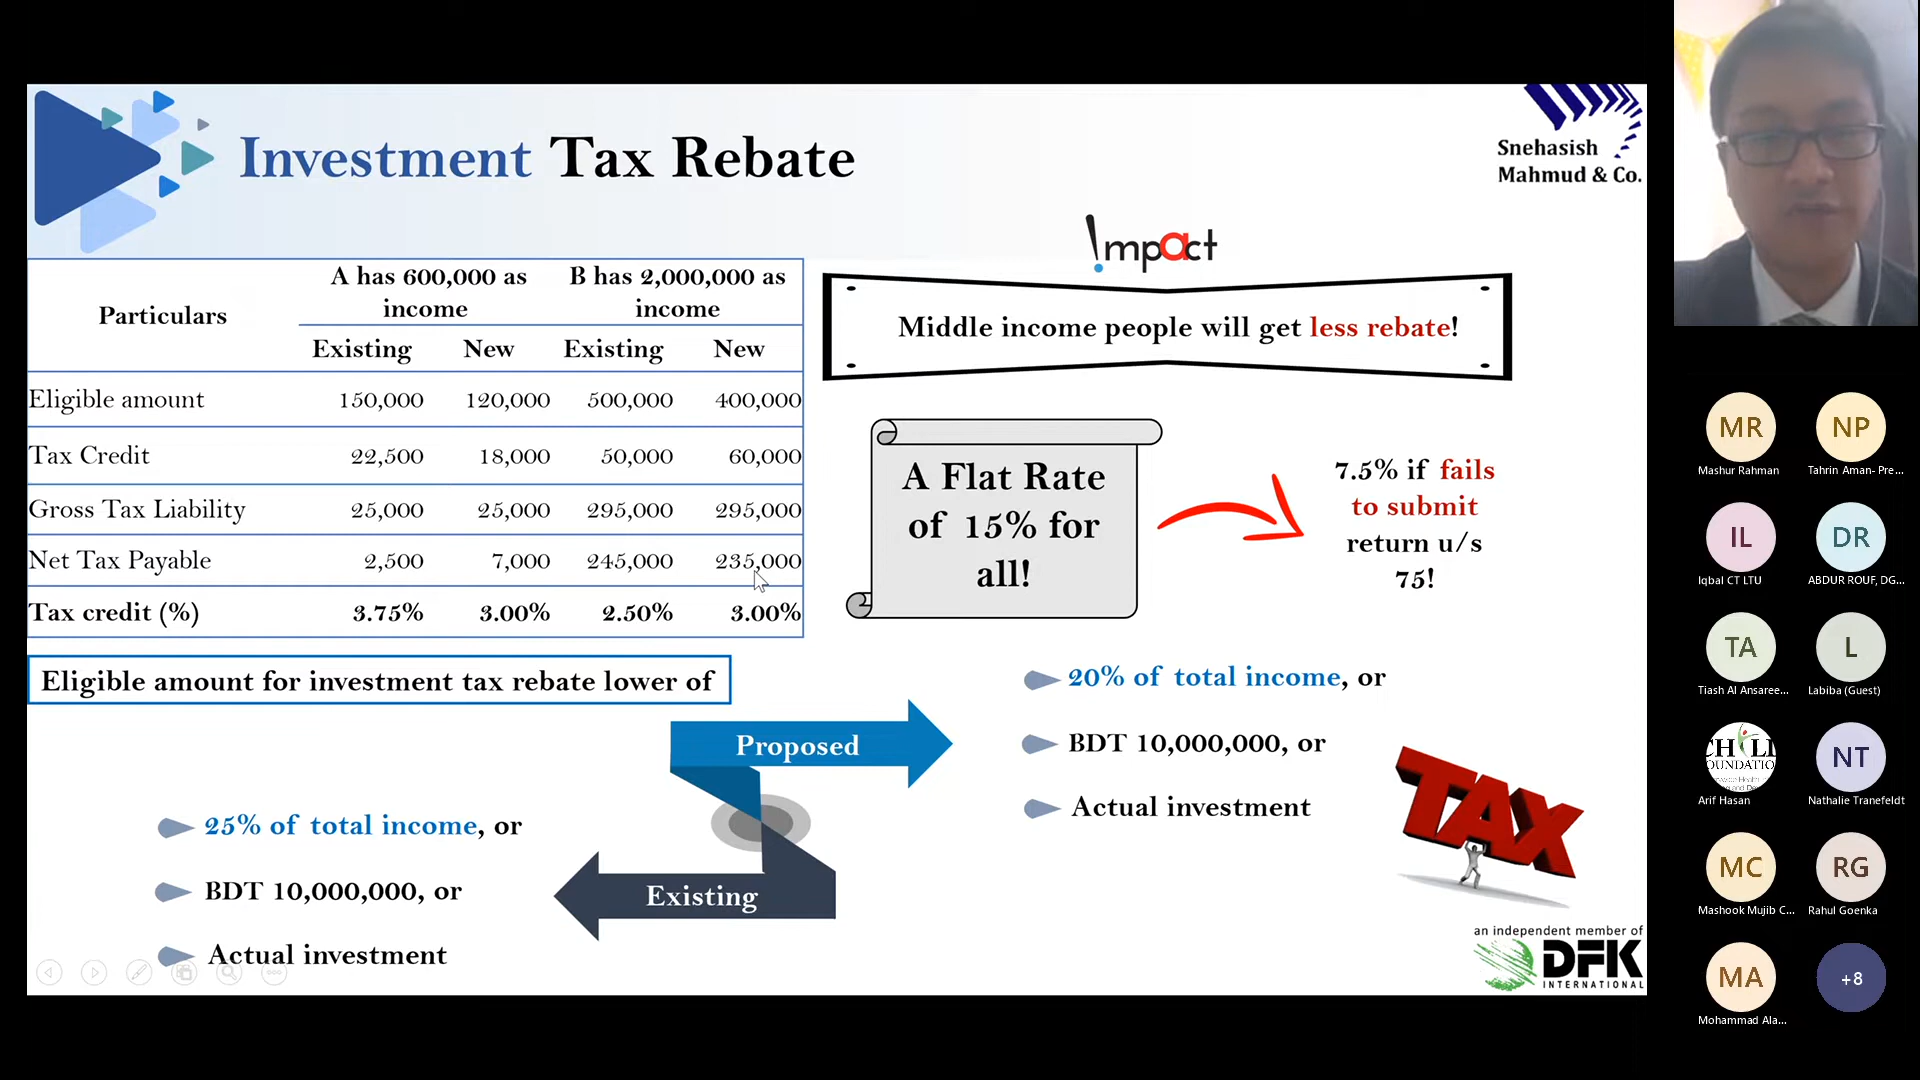 Investment Tax Rebate
Snehasish
Mahmud & Co.
Impact
Particulars
A has 600,000 as
income
B has 2,000,000 as
income
Existing New Existing New
Eligible amount 150,000 120,000 500,000 400,000
Tax Credit 22,500 18,000 50,000 60,000
Gross Tax Liability 25,000 25,000 295,000 295,000
Net Tax Payable 2,500 7,000 245,000 235,000
Tax credit (%) 3.75% 3.00% 2.50% 3.00%
Middle income people will get less rebate!
A Flat Rate
of 15% for
all!
7.5% if fails
to submit
return u/s
75!
Eligible amount for investment tax rebate lower of
Proposed
20% of total income, or
BDT 10,000,000, or
Actual investment
Existing
25% of total income, or
BDT 10,000,000, or
Actual investment
TAX
an independent member of
DFK
INTERNATIONAL
MR
Mashur Rahman
NP
Tahrin Aman- Pre...
IL
Iqbal CT LTU
DR
ABDUR ROUF, DG...
TA
Tiash Al Ansaree...
L
Labiba (Guest)
Arif Hasan
NT
Nathalie Tranefeldt
MC
Mashook Mujib C...
RG
Rahul Goenka
MA
Mohammad Ala...
+8